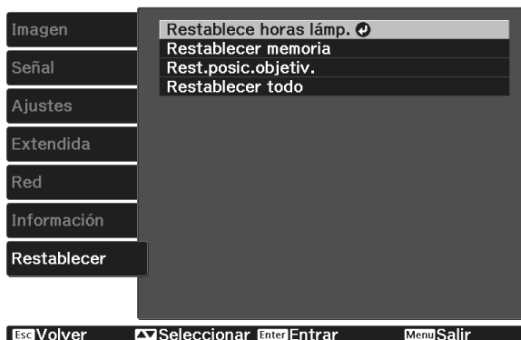 Imagen
Señal
Ajustes
Extendida
Red
Información
Restablecer
Restablece horas lámp.
Restablecer memoria
Rest.posic.objetiv.
Restablecer todo
Esc Volver Seleccionar Enter Entrar Menu Salir